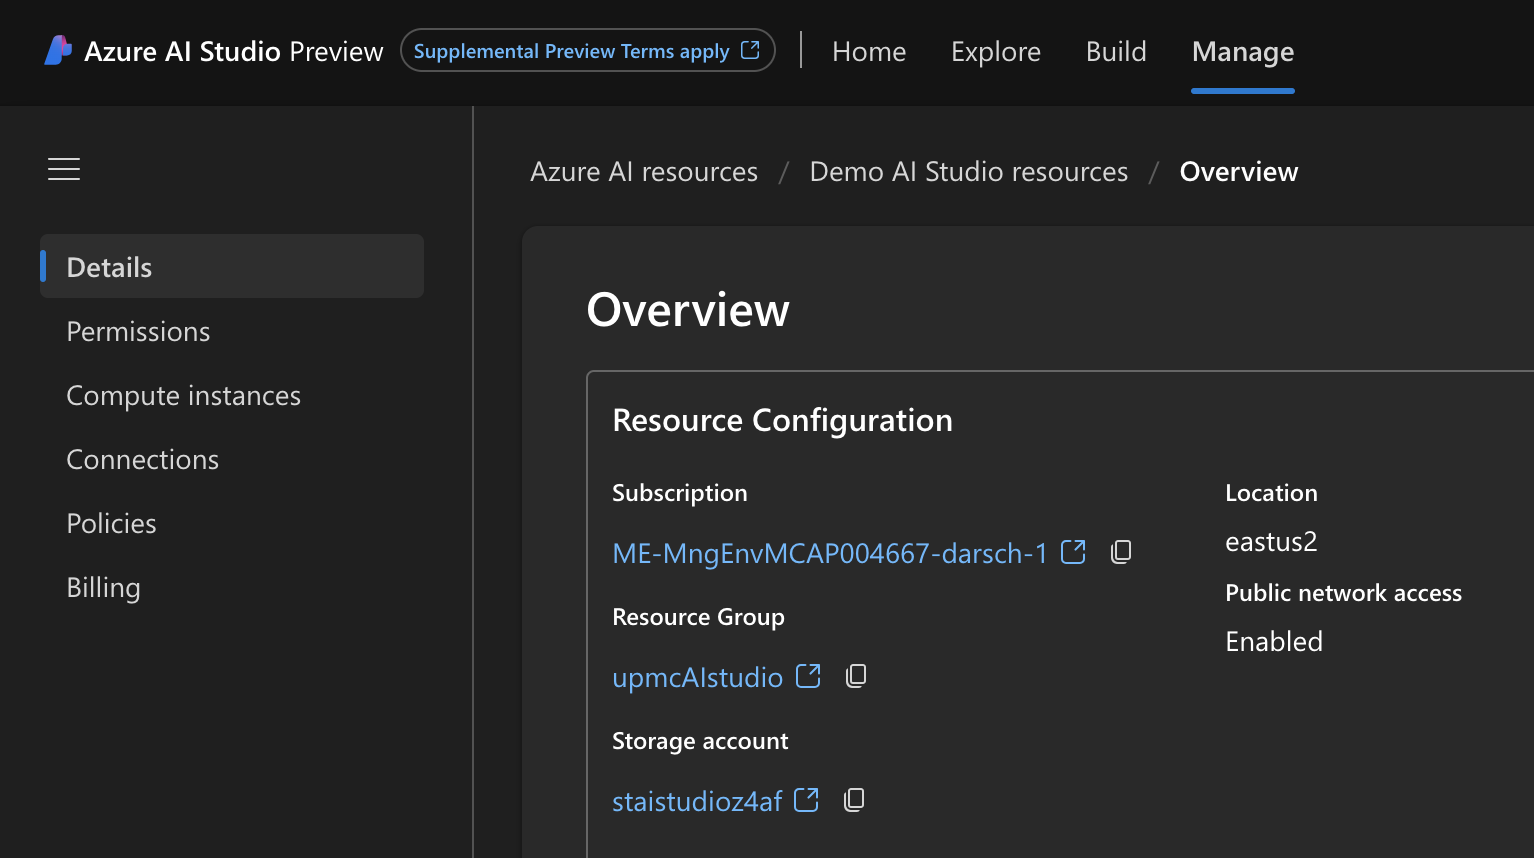 Azure AI Studio Preview
Supplemental Preview Terms apply
Home
Explore
Build
Manage
Details
Permissions
Compute instances
Connections
Policies
Billing
Azure AI resources / Demo AI Studio resources / Overview
Overview
Resource Configuration
Subscription
ME-MngEnvMCAP004667-darsch-1
Resource Group
upmcAIstudio
Storage account
staistudioz4af
Location
eastus2
Public network access
Enabled